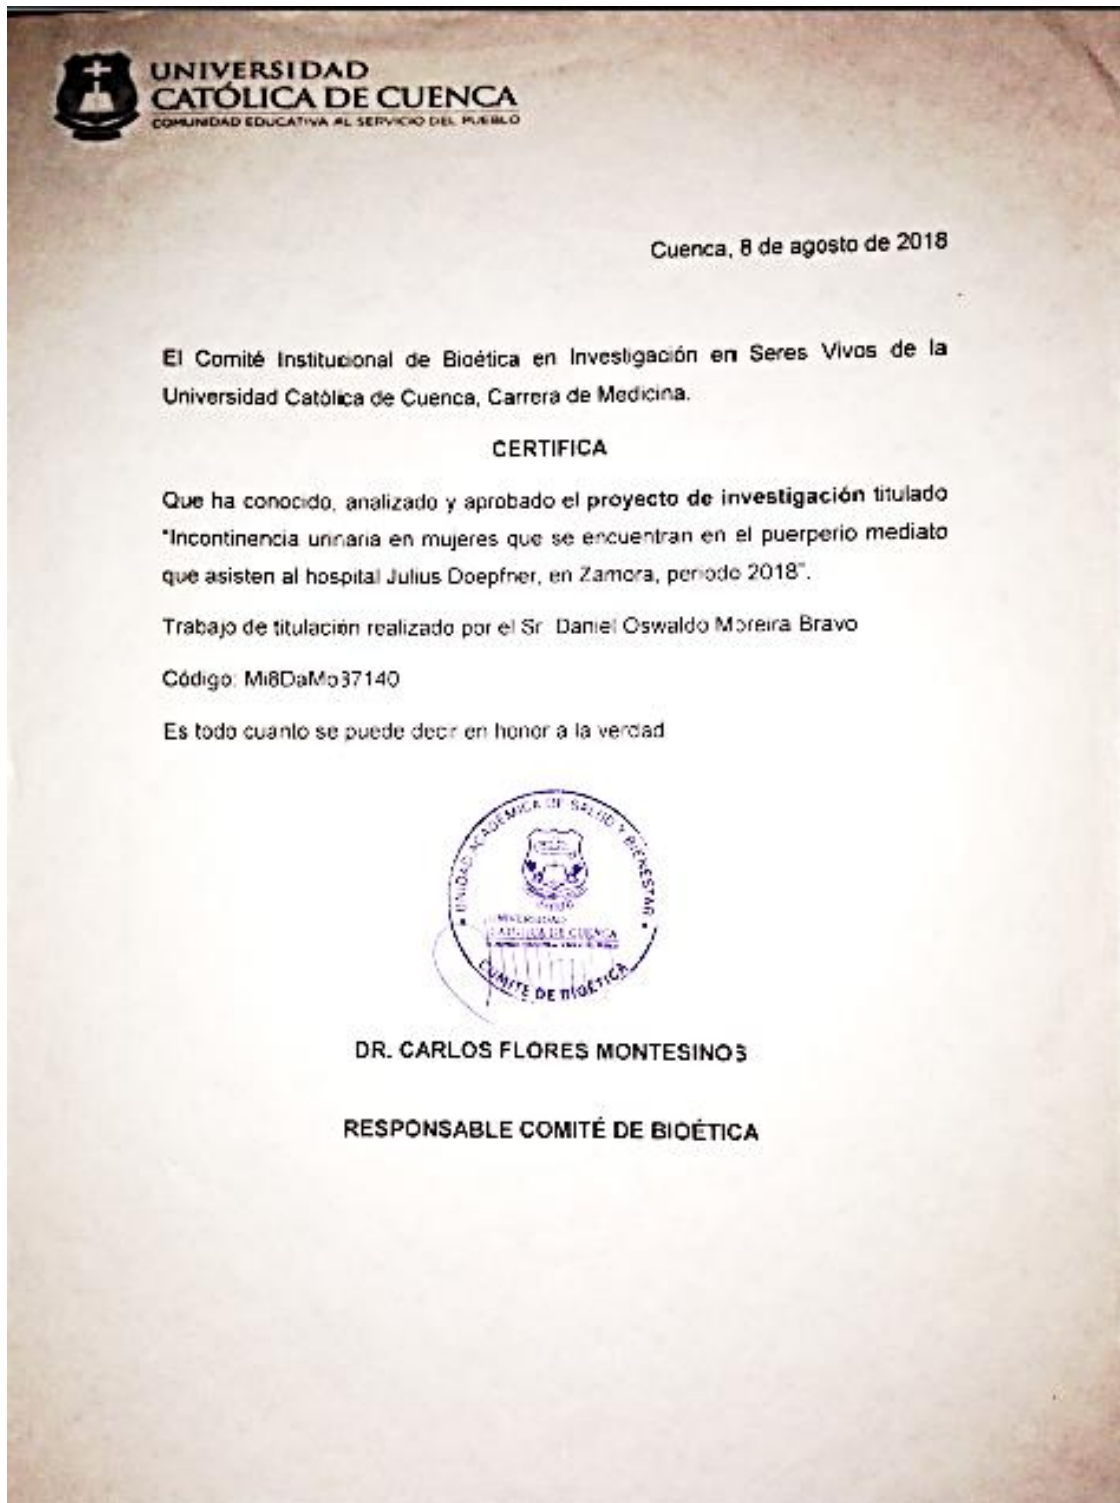 UNIVERSIDAD
CATÓLICA DE CUENCA
COMUNIDAD EDUCATIVA AL SERVICIO DEL PUEBLO
Cuenca, 8 de agosto de 2018
El Comité Institucional de Bioética en Investigación en Seres Vivos de la
Universidad Católica de Cuenca, Carrera de Medicina.
CERTIFICA
Que ha conocido, analizado y aprobado el proyecto de investigación titulado
"Incontinencia urinaria en mujeres que se encuentran en el puerperio mediato
que asisten al hospital Julius Doepfner, en Zamora, periodo 2018".
Trabajo de titulación realizado por el Sr. Daniel Oswaldo Moreira Bravo
Código: Mi8DaMo37140
Es todo cuanto se puede decir en honor a la verdad
UNIDAD ACADEMICA DE SALUD Y BIENESTAR
UNIVERSIDAD
CATOLICA DE CUENCA
COMITE DE BIOÉTICA
DR. CARLOS FLORES MONTESINOS
RESPONSABLE COMITÉ DE BIOÉTICA